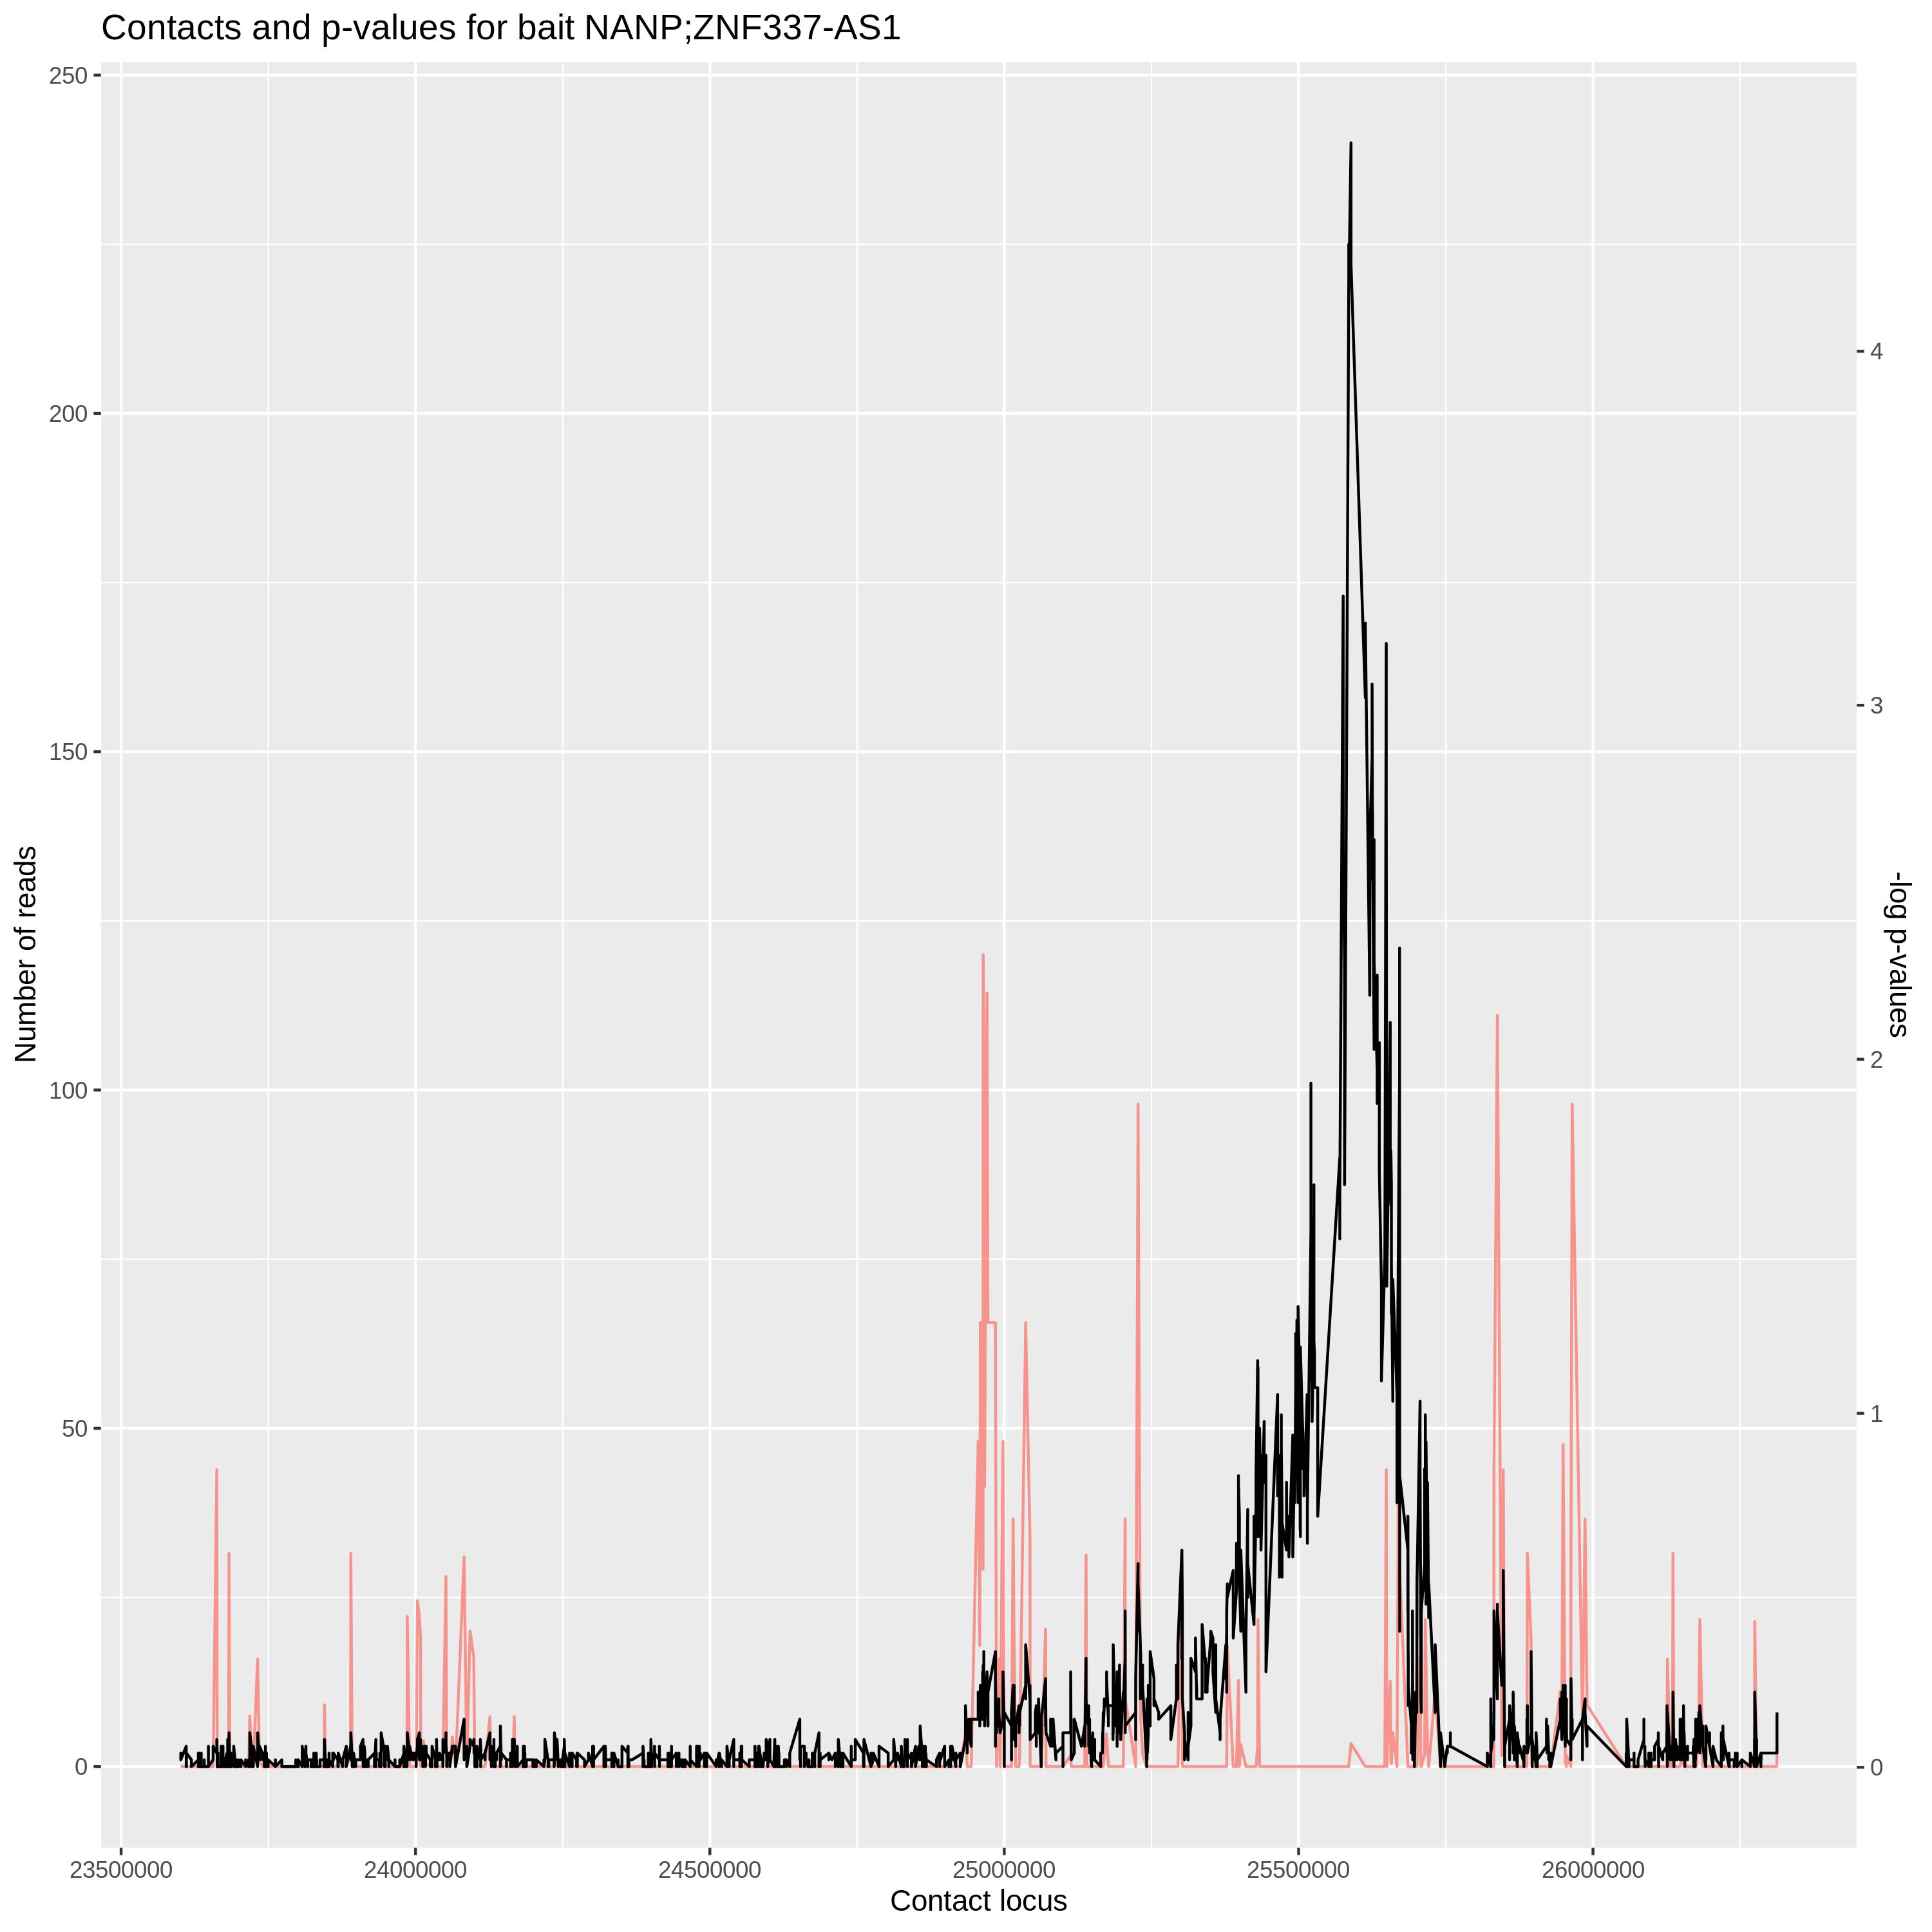 Contacts and p-values for bait NANP;ZNF337-AS1
250
200
150
100
50
0
Number of reads
4
3
2
1
0
-log p-values
23500000 24000000 24500000 25000000 25500000 26000000
Contact locus